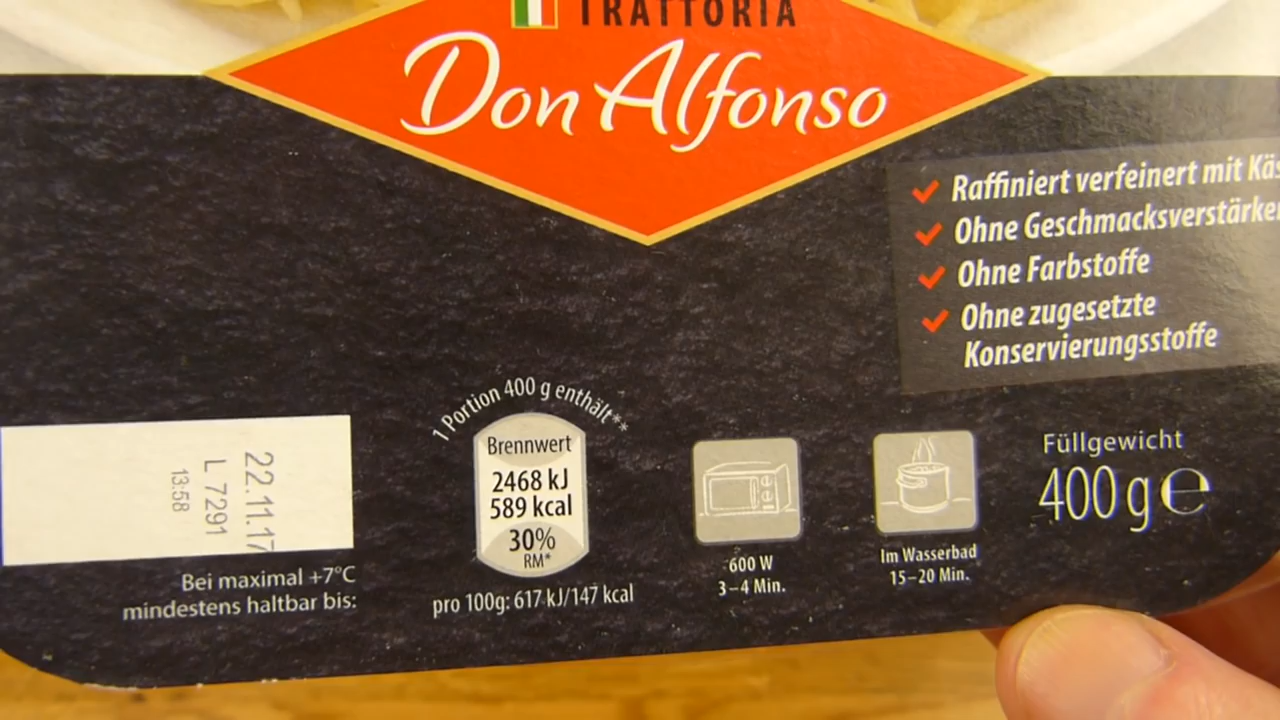 TRATTORIA
Don Alfonso
Raffiniert verfeinert mit
Ohne Geschmacksverstärker
Ohne Farbstoffe
Ohne zugesetzte
Konservierungsstoffe
22.11.17
L 7291
13:58
Bei maximal +7°C
mindestens haltbar bis:
1 Portion 400 g enthält**
Brennwert
2468 kJ
589 kcal
30%
RM*
pro 100g: 617 kJ/147 kcal
600 W
3–4 Min.
Im Wasserbad
15–20 Min.
Füllgewicht
400 g ℮